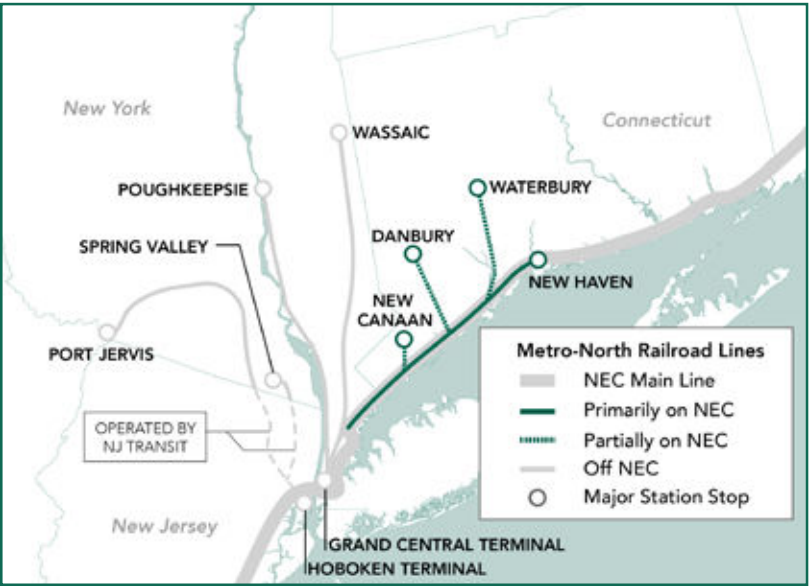 New York
Connecticut
WASSAIC
POUGHKEEPSIE
WATERBURY
DANBURY
SPRING VALLEY
NEW HAVEN
NEW
CANAAN
PORT JERVIS
Metro-North Railroad Lines
NEC Main Line
Primarily on NEC
Partially on NEC
Off NEC
Major Station Stop
OPERATED BY
NJ TRANSIT
New Jersey
GRAND CENTRAL TERMINAL
HOBOKEN TERMINAL